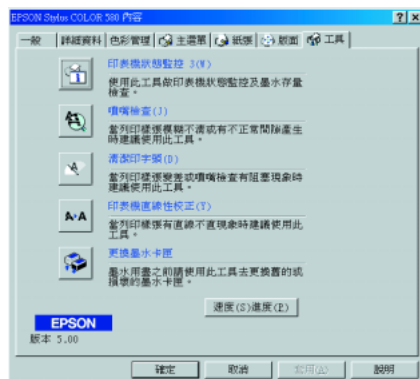 EPSON Stylus COLOR 580 內容
一般 詳細資料 色彩管理 主選單 紙張 版面 工具
印表機狀態監控 3(W)
使用此工具做印表機狀態監控及墨水存量
檢查。
噴嘴檢查(J)
當列印樣張模糊不清或有不正常間隙產生
時建議使用此工具。
清潔印字頭(D)
當列印樣張變差或噴嘴檢查有阻塞現象時
建議使用此工具。
印表機直線性校正(Y)
當列印樣張有直線不直現象時建議使用此
工具。
更換墨水卡匣
墨水用盡之前請使用此工具去更換舊的或
損壞的墨水卡匣。
速度(S)進度(P)
EPSON
版本 5.00
確定 取消 套用(A) 說明